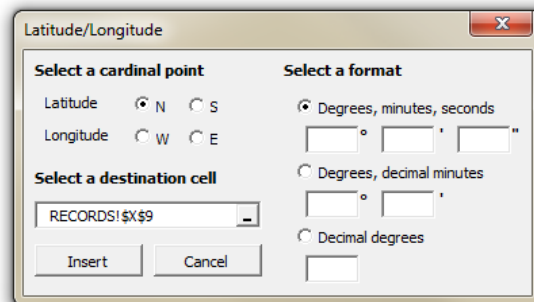 Latitude/Longitude
Select a cardinal point
Latitude N S
Longitude W E
Select a destination cell
RECORDS!$X$9
Insert Cancel
Select a format
Degrees, minutes, seconds
° ' "
Degrees, decimal minutes
° '
Decimal degrees